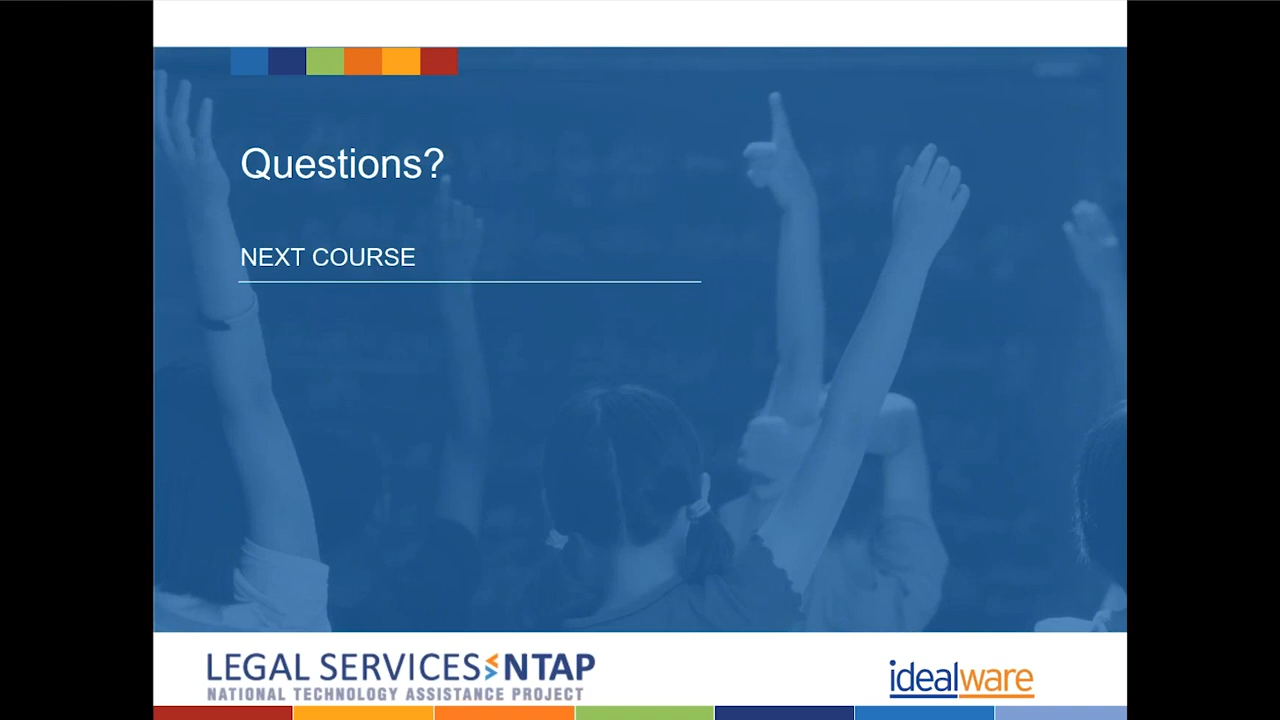 Questions?
NEXT COURSE
LEGAL SERVICES NTAP
NATIONAL TECHNOLOGY ASSISTANCE PROJECT
idealware